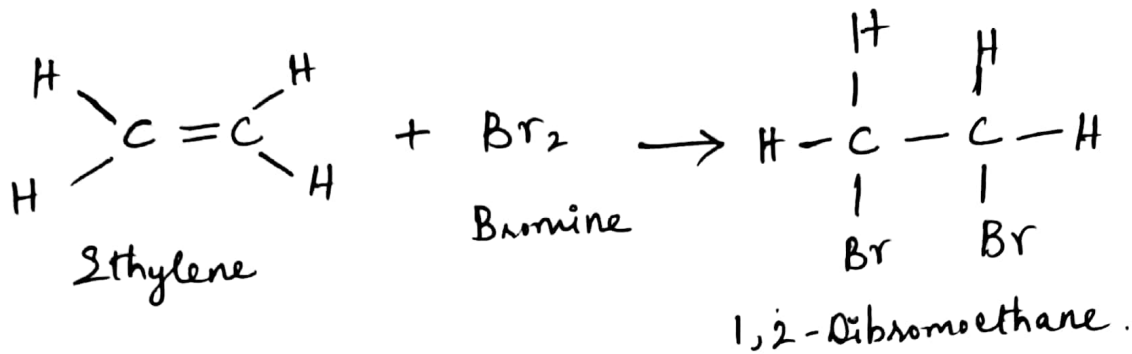 H H
H H
H C = C + Br2 → H - C - C - H
H H
Bromine Br Br
Ethylene
1,2-Dibromoethane.